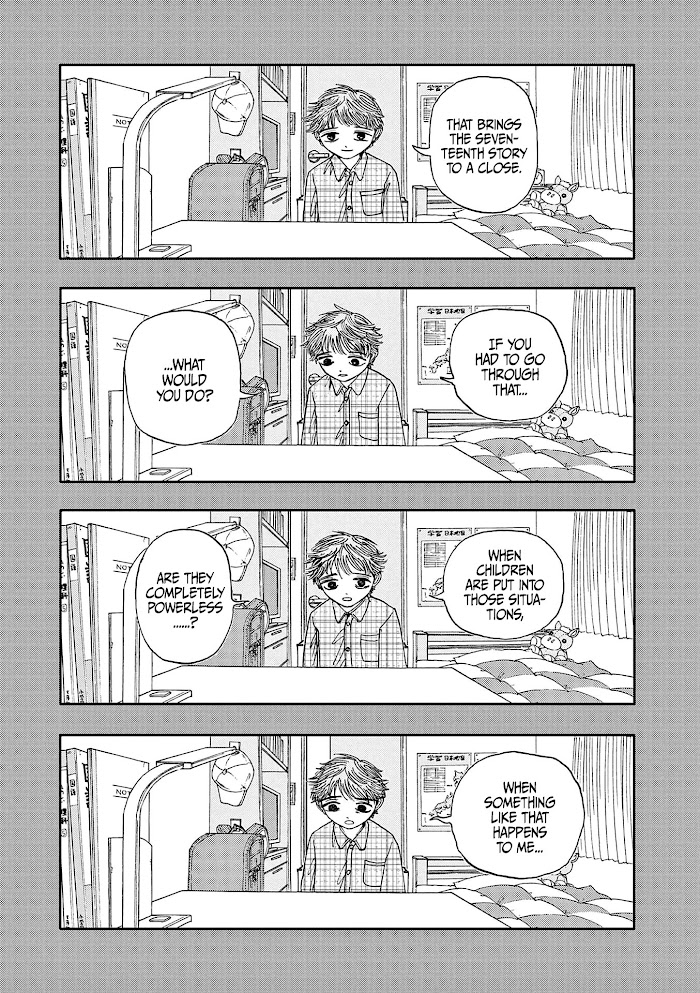 THAT BRINGS
THE SEVEN-
TEENTH STORY
TO A CLOSE.
IF YOU
HAD TO GO
THROUGH
THAT...
...WHAT
WOULD
YOU DO?
WHEN
CHILDREN
ARE PUT INTO
THOSE SITUA-
TIONS,
ARE THEY
COMPLETELY
POWERLESS
......?
WHEN
SOMETHING
LIKE THAT
HAPPENS
TO ME...